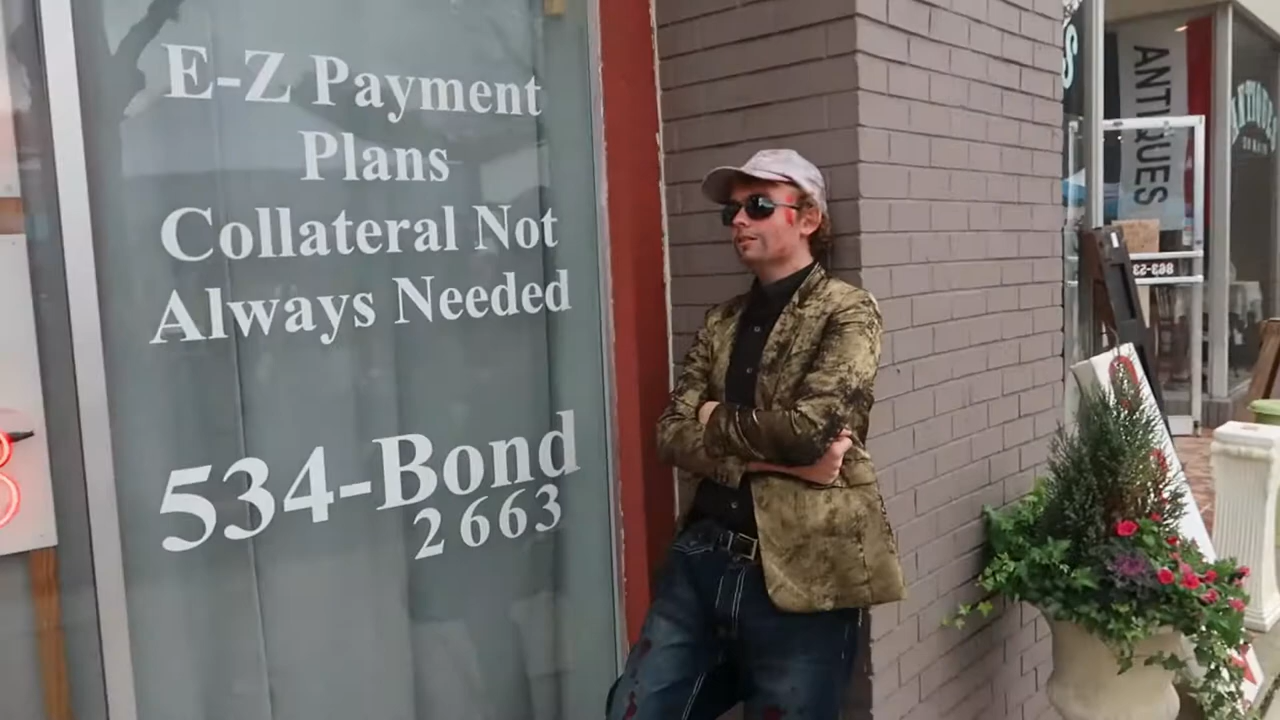 E-Z Payment
Plans
Collateral Not
Always Needed
534-Bond
2663
ANTIQUES